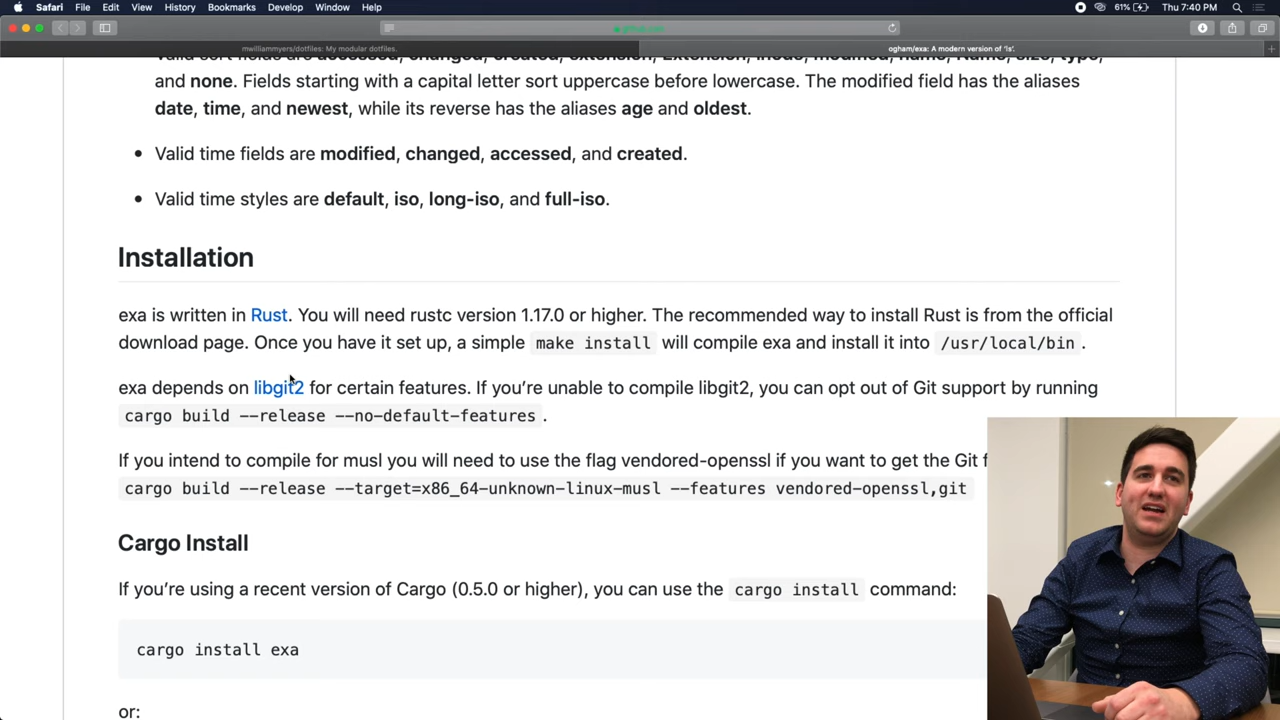 Safari File Edit View History Bookmarks Develop Window Help 61% Thu 7:40 PM
mwilliammyers/dotfiles: My modular dotfiles. ogham/exa: A modern version of 'ls'.
and none. Fields starting with a capital letter sort uppercase before lowercase. The modified field has the aliases
date, time, and newest, while its reverse has the aliases age and oldest.
• Valid time fields are modified, changed, accessed, and created.
• Valid time styles are default, iso, long-iso, and full-iso.
Installation
exa is written in Rust. You will need rustc version 1.17.0 or higher. The recommended way to install Rust is from the official
download page. Once you have it set up, a simple make install will compile exa and install it into /usr/local/bin .
exa depends on libgit2 for certain features. If you're unable to compile libgit2, you can opt out of Git support by running
cargo build --release --no-default-features .
If you intend to compile for musl you will need to use the flag vendored-openssl if you want to get the Git
cargo build --release --target=x86_64-unknown-linux-musl --features vendored-openssl,git
Cargo Install
If you're using a recent version of Cargo (0.5.0 or higher), you can use the cargo install command:
cargo install exa
or: